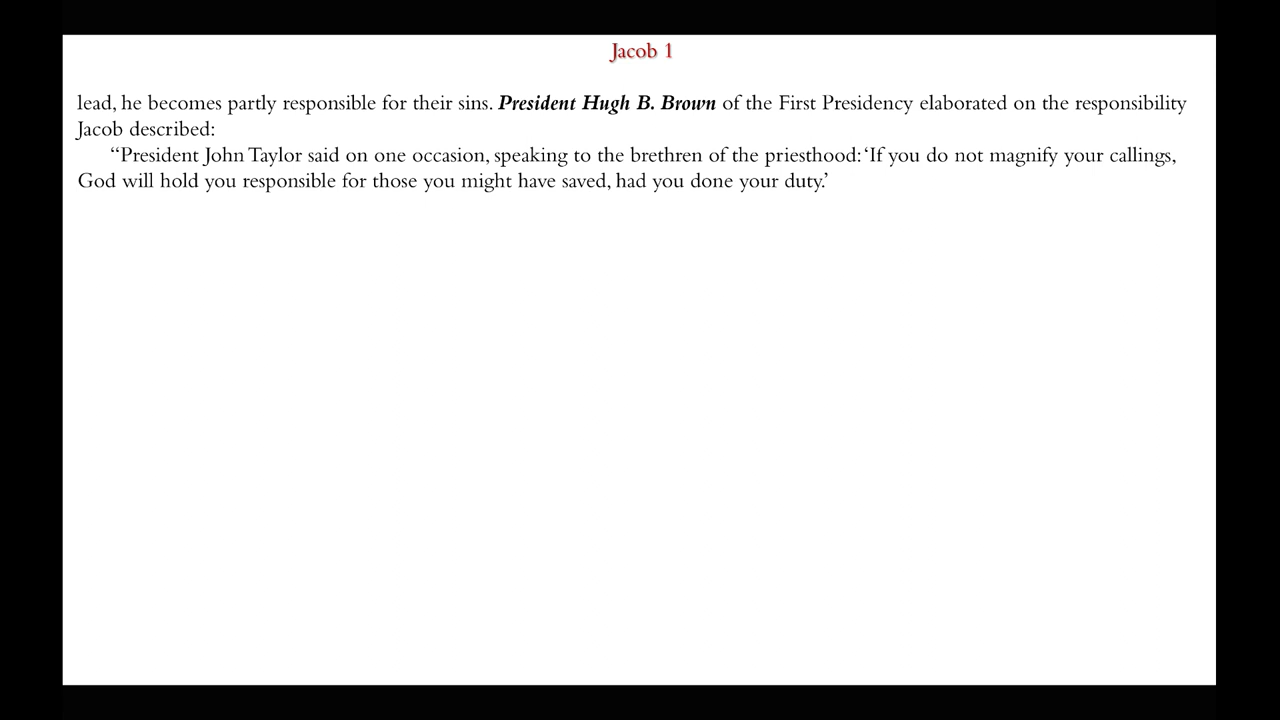 Jacob 1
lead, he becomes partly responsible for their sins. President Hugh B. Brown of the First Presidency elaborated on the responsibility
Jacob described:
“President John Taylor said on one occasion, speaking to the brethren of the priesthood: ‘If you do not magnify your callings,
God will hold you responsible for those you might have saved, had you done your duty.’